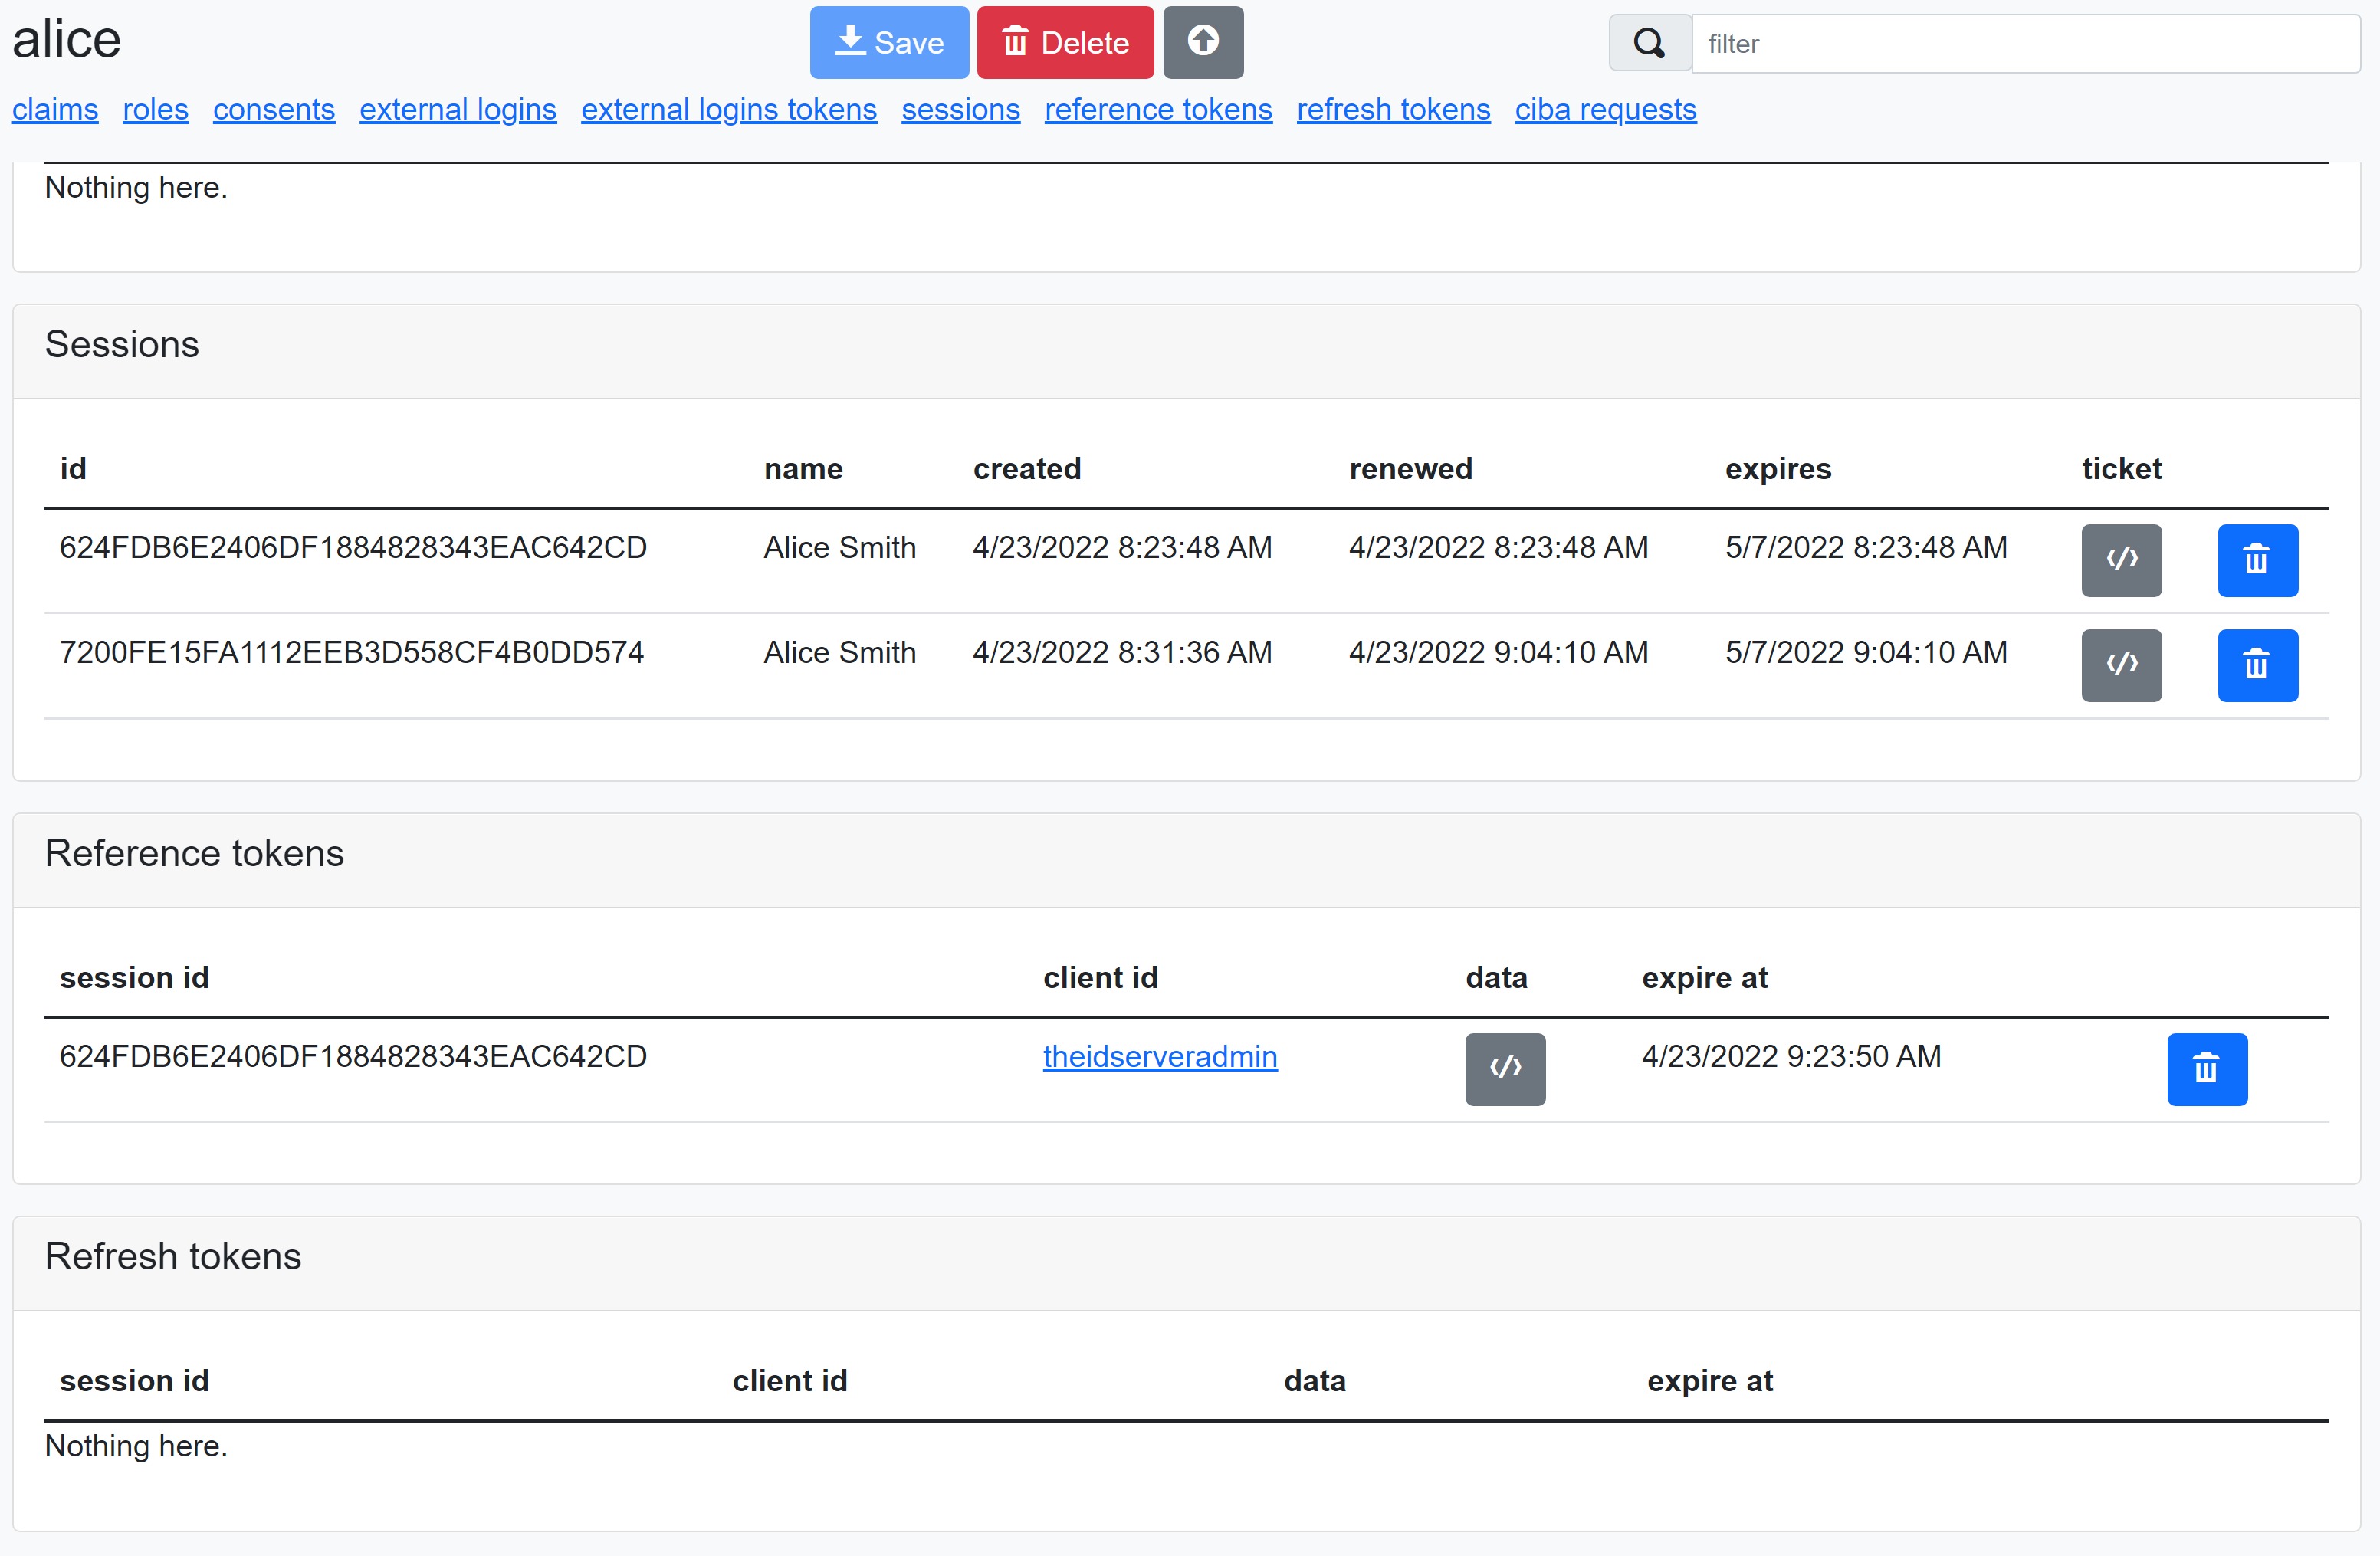 alice
Save Delete
filter
claims roles consents external logins external logins tokens sessions reference tokens refresh tokens ciba requests
Nothing here.
Sessions
id name created renewed expires ticket
624FDB6E2406DF1884828343EAC642CD Alice Smith 4/23/2022 8:23:48 AM 4/23/2022 8:23:48 AM 5/7/2022 8:23:48 AM
7200FE15FA1112EEB3D558CF4B0DD574 Alice Smith 4/23/2022 8:31:36 AM 4/23/2022 9:04:10 AM 5/7/2022 9:04:10 AM
Reference tokens
session id client id data expire at
624FDB6E2406DF1884828343EAC642CD theidserveradmin 4/23/2022 9:23:50 AM
Refresh tokens
session id client id data expire at
Nothing here.